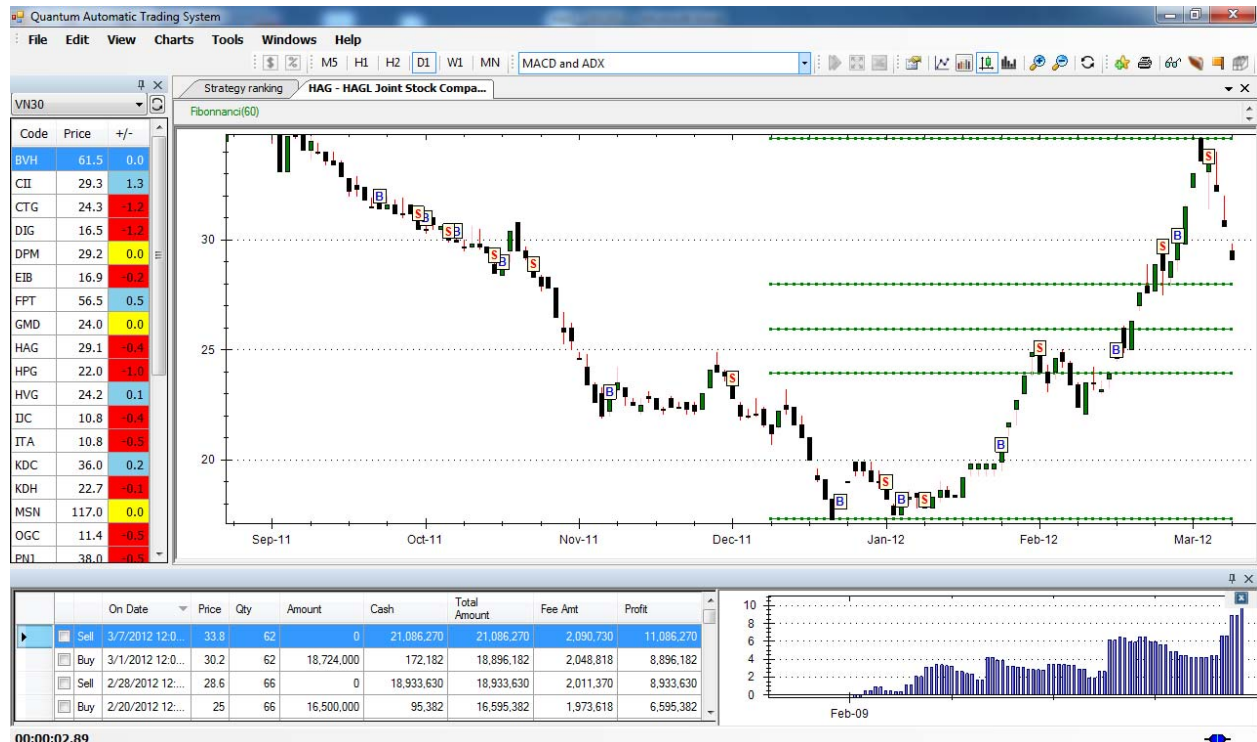 Quantum Automatic Trading System
File Edit View Charts Tools Windows Help
$ % M5 H1 H2 D1 W1 MN MACD and ADX
VN30
Strategy ranking HAG - HAGL Joint Stock Compa...
Fibonnanci(60)
Code Price +/-
BVH 61.5 0.0
CII 29.3 1.3
CTG 24.3 -1.2
DIG 16.5 -1.2
DPM 29.2 0.0
EIB 16.9 -0.2
FPT 56.5 0.5
GMD 24.0 0.0
HAG 29.1 -0.4
HPG 22.0 -1.0
HVG 24.2 0.1
IJC 10.8 -0.4
ITA 10.8 -0.5
KDC 36.0 0.2
KDH 22.7 -0.1
MSN 117.0 0.0
OGC 11.4 -0.5
PNJ 38.0 -0.5
30
25
20
B S B S B S B S B S B S B S B S B S B S
Sep-11 Oct-11 Nov-11 Dec-11 Jan-12 Feb-12 Mar-12
On Date Price Qty Amount Cash Total Amount Fee Amt Profit
Sell 3/7/2012 12:0... 33.8 62 0 21,086,270 21,086,270 2,090,730 11,086,270
Buy 3/1/2012 12:0... 30.2 62 18,724,000 172,182 18,896,182 2,048,818 8,896,182
Sell 2/28/2012 12:... 28.6 66 0 18,933,630 18,933,630 2,011,370 8,933,630
Buy 2/20/2012 12:... 25 66 16,500,000 95,382 16,595,382 1,973,618 6,595,382
10
8
6
4
2
0
Feb-09
00:00:02.89